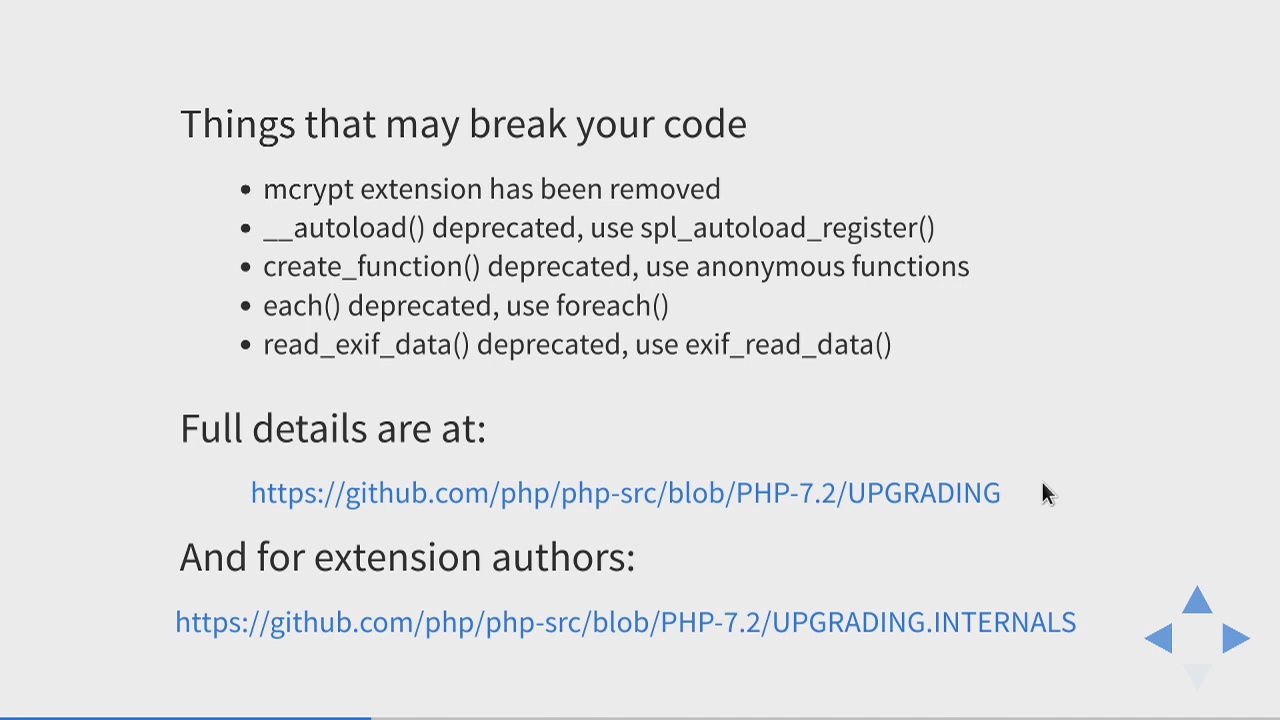 Things that may break your code
• mcrypt extension has been removed
• __autoload() deprecated, use spl_autoload_register()
• create_function() deprecated, use anonymous functions
• each() deprecated, use foreach()
• read_exif_data() deprecated, use exif_read_data()
Full details are at:
https://github.com/php/php-src/blob/PHP-7.2/UPGRADING
And for extension authors:
https://github.com/php/php-src/blob/PHP-7.2/UPGRADING.INTERNALS